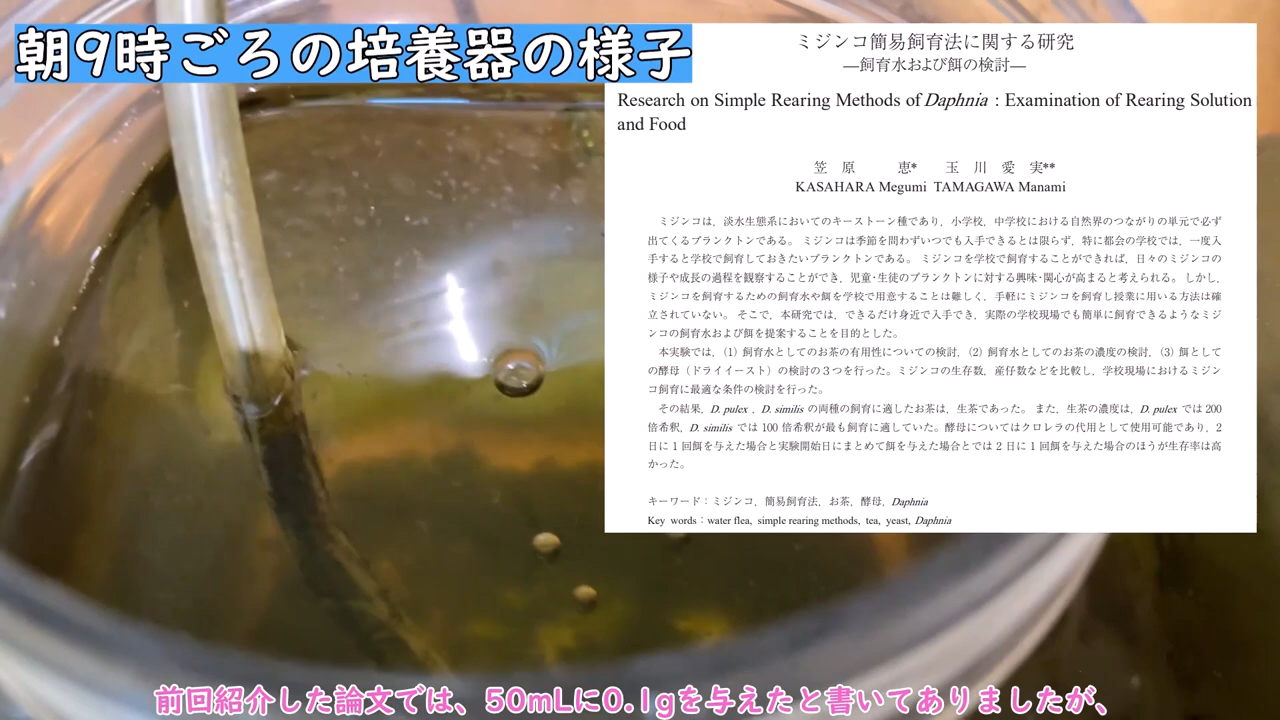 朝9時ごろの培養器の様子
ミジンコ簡易飼育法に関する研究
―飼育水および餌の検討―
Research on Simple Rearing Methods of Daphnia : Examination of Rearing Solution
and Food
笠 原 恵* 玉 川 愛 実**
KASAHARA Megumi TAMAGAWA Manami
ミジンコは，淡水生態系においてのキーストーン種であり，小学校，中学校における自然界のつながりの単元で必ず
出てくるプランクトンである。 ミジンコは季節を問わずいつでも入手できるとは限らず，特に都会の学校では，一度入
手すると学校で飼育しておきたいプランクトンである。 ミジンコを学校で飼育することができれば，日々のミジンコの
様子や成長の過程を観察することができ，児童・生徒のプランクトンに対する興味・関心が高まると考えられる。 しかし，
ミジンコを飼育するための飼育水や餌を学校で用意することは難しく，手軽にミジンコを飼育し授業に用いる方法は確
立されていない。 そこで，本研究では，できるだけ身近で入手でき，実際の学校現場でも簡単に飼育できるようなミジ
ンコの飼育水および餌を提案することを目的とした。
本実験では，（1）飼育水としてのお茶の有用性についての検討，（2）飼育水としてのお茶の濃度の検討，（3）餌として
の酵母（ドライイースト）の検討の３つを行った。ミジンコの生存数，産仔数などを比較し，学校現場におけるミジン
コ飼育に最適な条件の検討を行った。
その結果，D. pulex ，D. similis の両種の飼育に適したお茶は，生茶であった。 また，生茶の濃度は，D. pulex では 200
倍希釈，D. similis では 100 倍希釈が最も飼育に適していた。酵母についてはクロレラの代用として使用可能であり，2
日に 1 回餌を与えた場合と実験開始日にまとめて餌を与えた場合とでは 2 日に 1 回餌を与えた場合のほうが生存率は高
かった。
キーワード：ミジンコ，簡易飼育法，お茶，酵母，Daphnia
Key words : water flea, simple rearing methods, tea, yeast, Daphnia
前回紹介した論文では、50mLに0.1gを与えたと書いてありましたが、